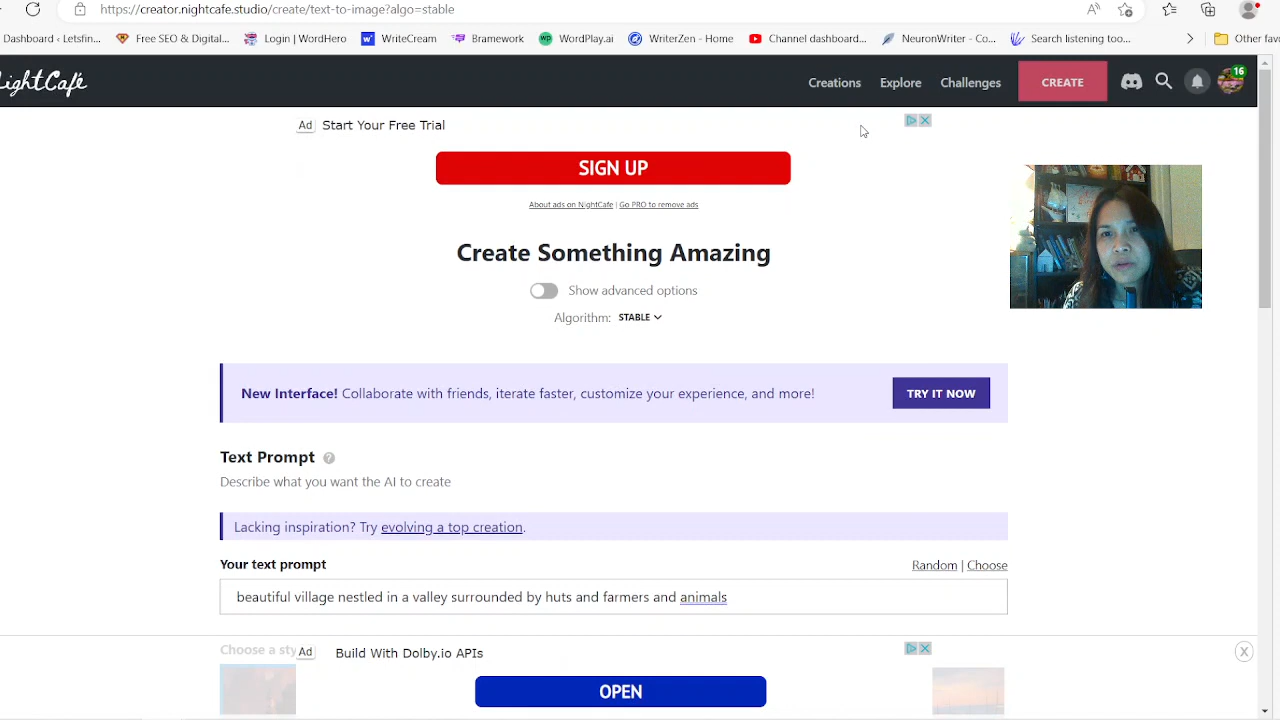 https://creator.nightcafe.studio/create/text-to-image?algo=stable
Dashboard ‹ Letsfin... Free SEO & Digital... Login | WordHero WriteCream Bramework WordPlay.ai WriterZen - Home Channel dashboard... NeuronWriter - Co... Search listening too... Other favo
NightCafe Creations Explore Challenges CREATE 16
Ad Start Your Free Trial
SIGN UP
About ads on NightCafe | Go PRO to remove ads
Create Something Amazing
Show advanced options
Algorithm: STABLE
New Interface! Collaborate with friends, iterate faster, customize your experience, and more! TRY IT NOW
Text Prompt ?
Describe what you want the AI to create
Lacking inspiration? Try evolving a top creation.
Your text prompt Random | Choose
beautiful village nestled in a valley surrounded by huts and farmers and animals
Choose a sty Ad Build With Dolby.io APIs
OPEN